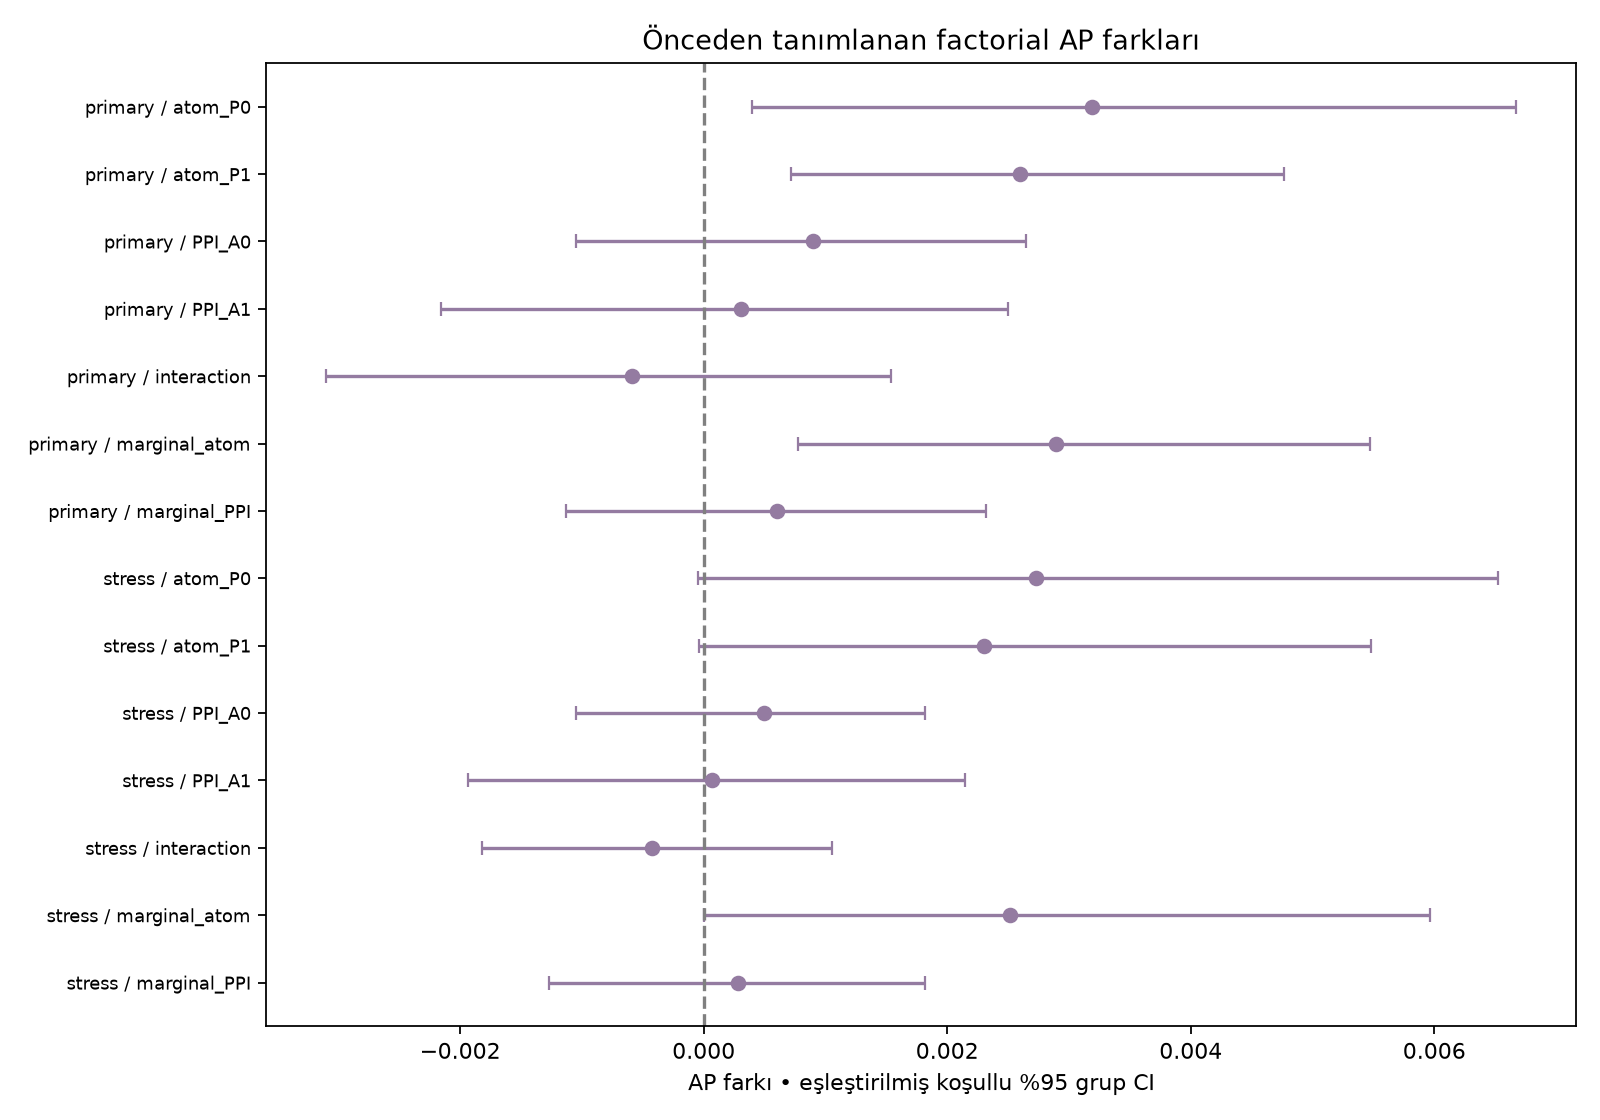 Önceden tanımlanan factorial AP farkları
primary / atom_P0
primary / atom_P1
primary / PPI_A0
primary / PPI_A1
primary / interaction
primary / marginal_atom
primary / marginal_PPI
stress / atom_P0
stress / atom_P1
stress / PPI_A0
stress / PPI_A1
stress / interaction
stress / marginal_atom
stress / marginal_PPI
−0.002 0.000 0.002 0.004 0.006
AP farkı • eşleştirilmiş koşullu %95 grup CI